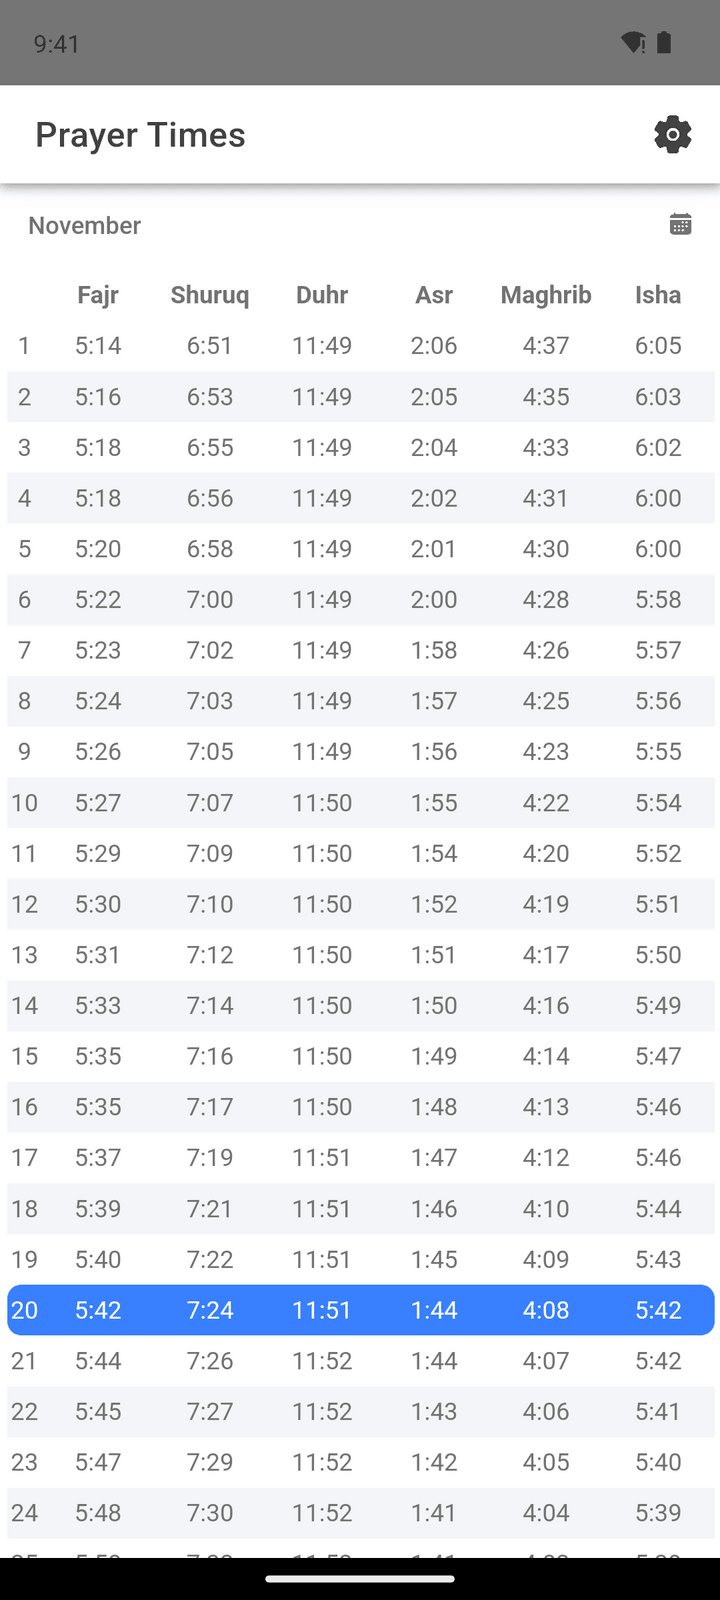 9:41
Prayer Times
November
Fajr Shuruq Duhr Asr Maghrib Isha
1 5:14 6:51 11:49 2:06 4:37 6:05
2 5:16 6:53 11:49 2:05 4:35 6:03
3 5:18 6:55 11:49 2:04 4:33 6:02
4 5:18 6:56 11:49 2:02 4:31 6:00
5 5:20 6:58 11:49 2:01 4:30 6:00
6 5:22 7:00 11:49 2:00 4:28 5:58
7 5:23 7:02 11:49 1:58 4:26 5:57
8 5:24 7:03 11:49 1:57 4:25 5:56
9 5:26 7:05 11:49 1:56 4:23 5:55
10 5:27 7:07 11:50 1:55 4:22 5:54
11 5:29 7:09 11:50 1:54 4:20 5:52
12 5:30 7:10 11:50 1:52 4:19 5:51
13 5:31 7:12 11:50 1:51 4:17 5:50
14 5:33 7:14 11:50 1:50 4:16 5:49
15 5:35 7:16 11:50 1:49 4:14 5:47
16 5:35 7:17 11:50 1:48 4:13 5:46
17 5:37 7:19 11:51 1:47 4:12 5:46
18 5:39 7:21 11:51 1:46 4:10 5:44
19 5:40 7:22 11:51 1:45 4:09 5:43
20 5:42 7:24 11:51 1:44 4:08 5:42
21 5:44 7:26 11:52 1:44 4:07 5:42
22 5:45 7:27 11:52 1:43 4:06 5:41
23 5:47 7:29 11:52 1:42 4:05 5:40
24 5:48 7:30 11:52 1:41 4:04 5:39